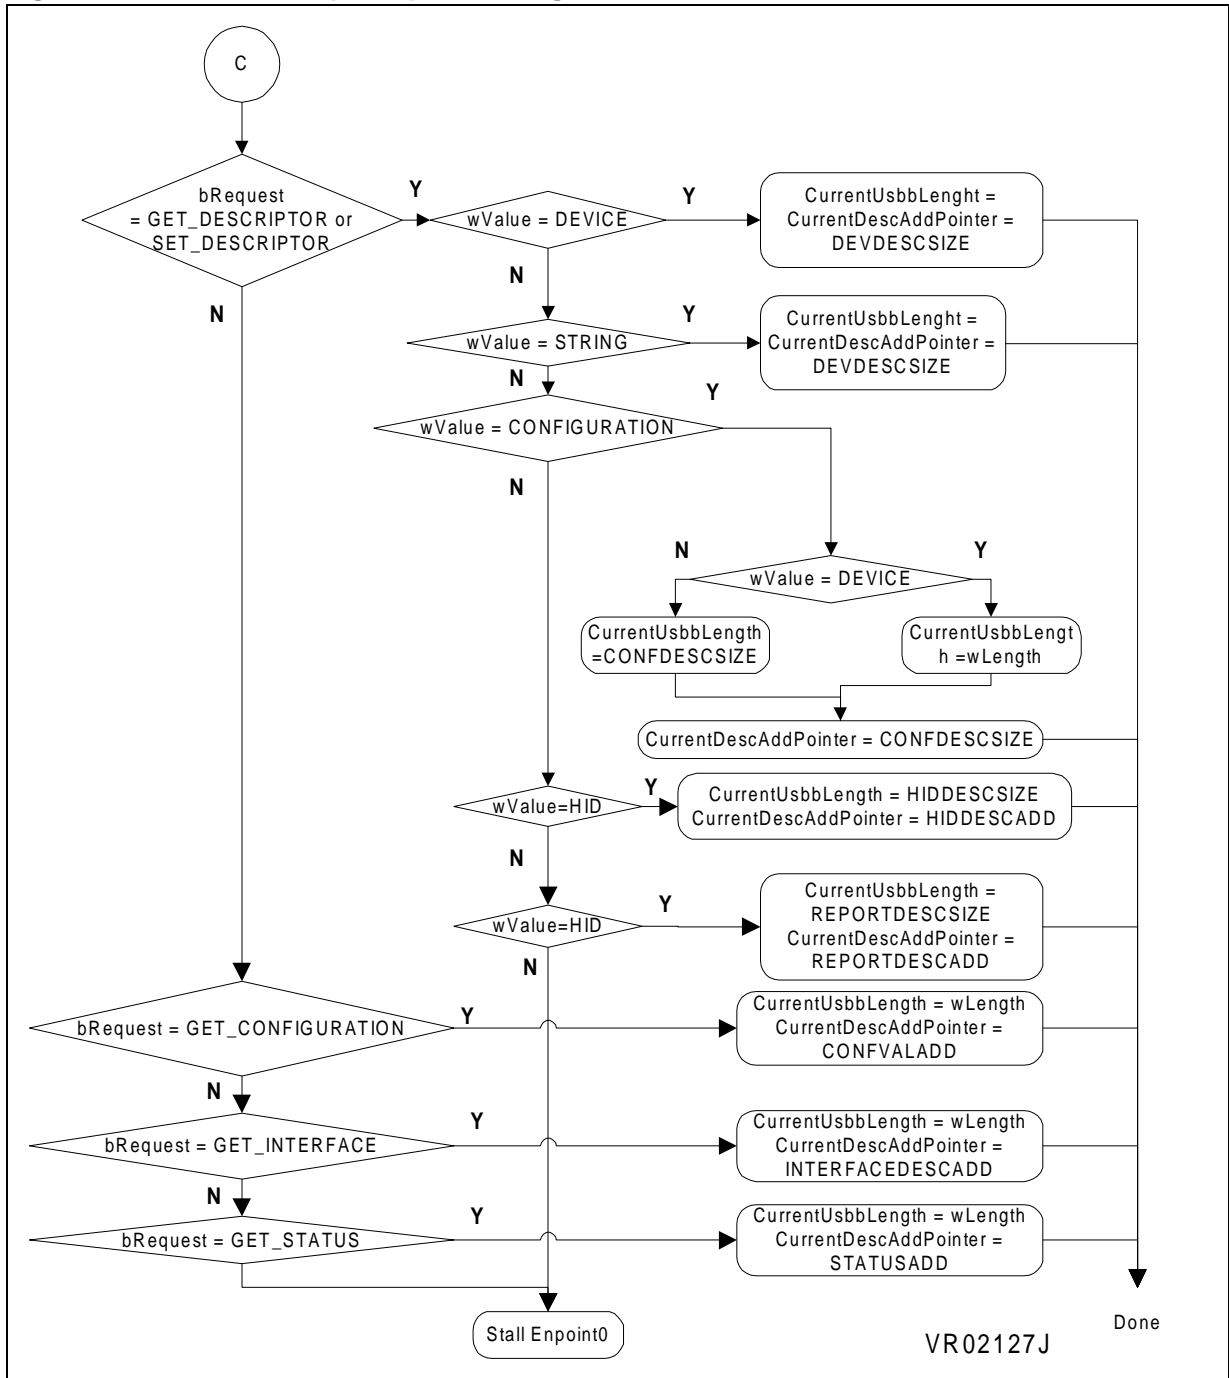 C
bRequest
= GET_DESCRIPTOR or
SET_DESCRIPTOR
Y
N
wValue = DEVICE
Y
N
CurrentUsbbLenght =
CurrentDescAddPointer =
DEVDESCSIZE
wValue = STRING
Y
N
CurrentUsbbLenght =
CurrentDescAddPointer =
DEVDESCSIZE
wValue = CONFIGURATION
Y
N
wValue = DEVICE
N
Y
CurrentUsbbLength
=CONFDESCSIZE
CurrentUsbbLengt
h =wLength
CurrentDescAddPointer = CONFDESCSIZE
wValue=HID
Y
N
CurrentUsbbLength = HIDDESCSIZE
CurrentDescAddPointer = HIDDESCADD
wValue=HID
Y
N
CurrentUsbbLength =
REPORTDESCSIZE
CurrentDescAddPointer =
REPORTDESCADD
bRequest = GET_CONFIGURATION
Y
N
CurrentUsbbLength = wLength
CurrentDescAddPointer =
CONFVALADD
bRequest = GET_INTERFACE
Y
N
CurrentUsbbLength = wLength
CurrentDescAddPointer =
INTERFACEDESCADD
bRequest = GET_STATUS
Y
CurrentUsbbLength = wLength
CurrentDescAddPointer =
STATUSADD
Stall Enpoint0
Done
VR02127J